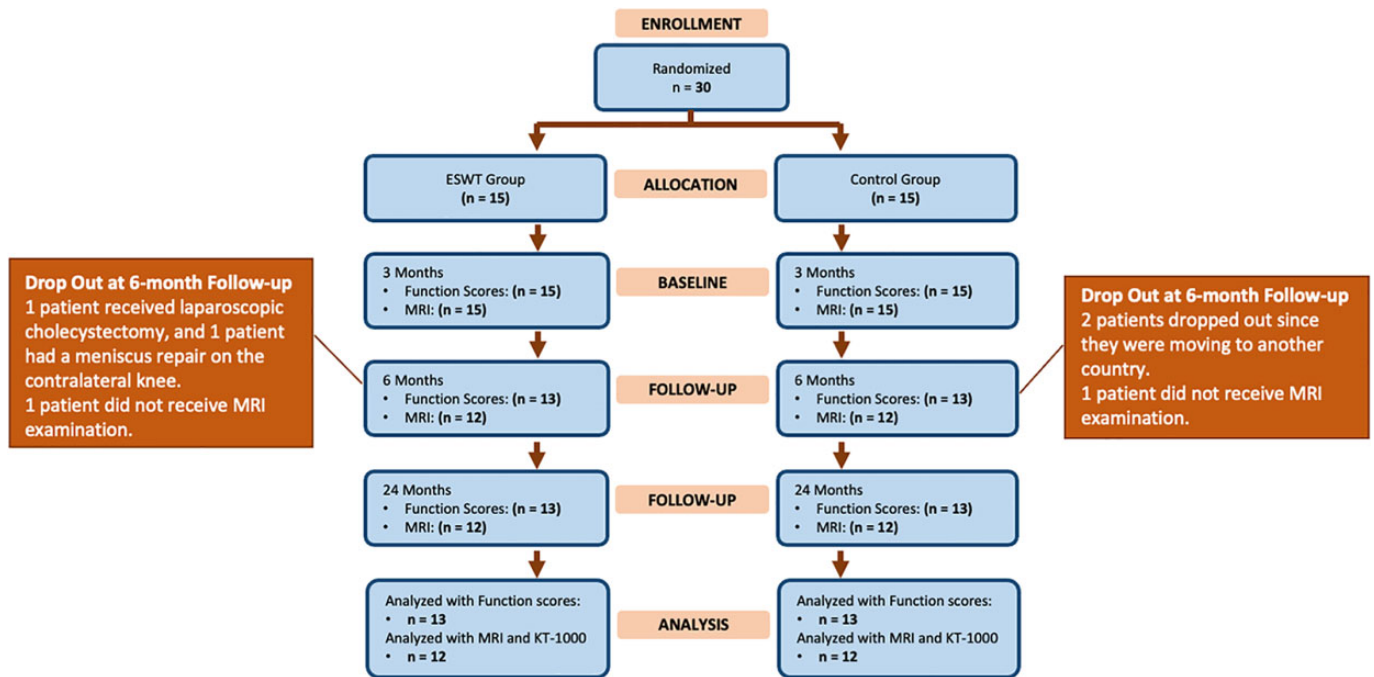 ENROLLMENT
Randomized
n = 30
ESWT Group
(n = 15)
ALLOCATION
Control Group
(n = 15)
3 Months
• Function Scores: (n = 15)
• MRI: (n = 15)
BASELINE
3 Months
• Function Scores: (n = 15)
• MRI: (n = 15)
Drop Out at 6-month Follow-up
1 patient received laparoscopic
cholecystectomy, and 1 patient
had a meniscus repair on the
contralateral knee.
1 patient did not receive MRI
examination.
6 Months
• Function Scores: (n = 13)
• MRI: (n = 12)
FOLLOW-UP
6 Months
• Function Scores: (n = 13)
• MRI: (n = 12)
Drop Out at 6-month Follow-up
2 patients dropped out since
they were moving to another
country.
1 patient did not receive MRI
examination.
24 Months
• Function Scores: (n = 13)
• MRI: (n = 12)
FOLLOW-UP
24 Months
• Function Scores: (n = 13)
• MRI: (n = 12)
Analyzed with Function scores:
• n = 13
Analyzed with MRI and KT-1000
• n = 12
ANALYSIS
Analyzed with Function scores:
• n = 13
Analyzed with MRI and KT-1000
• n = 12